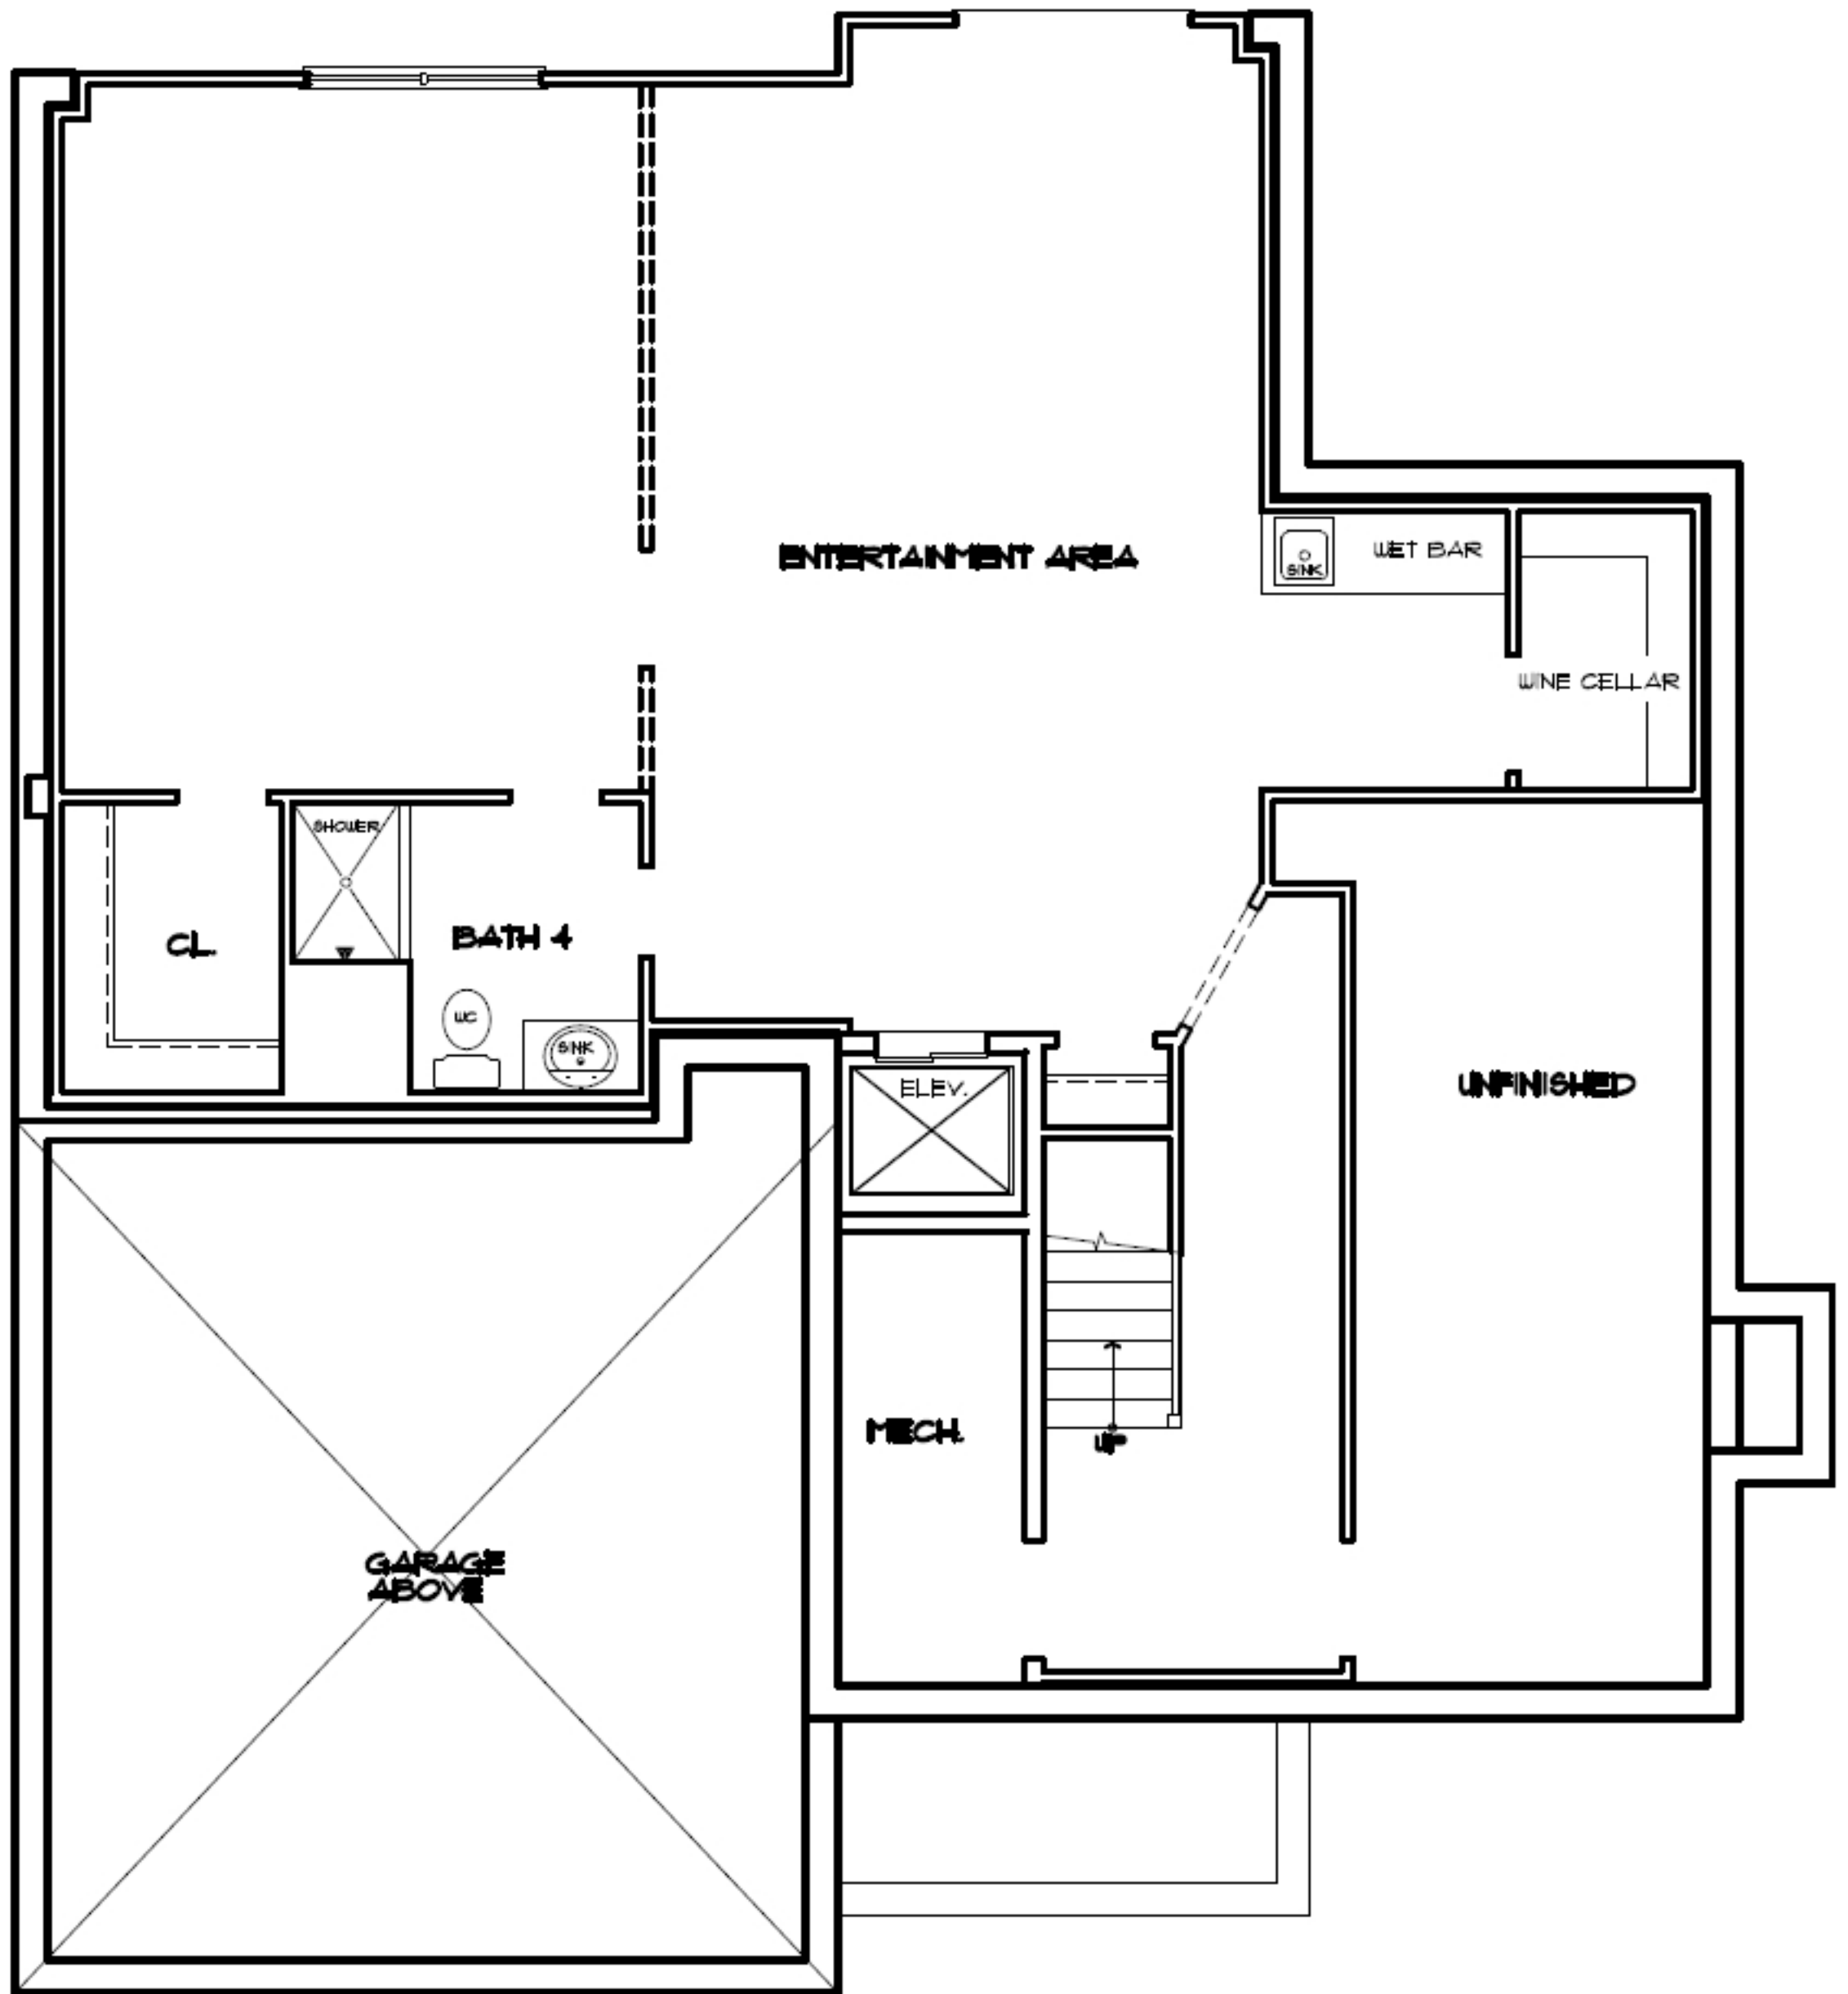 ENTERTAINMENT AREA
WET BAR
SINK
WINE CELLAR
SHOWER
CL.
BATH 4
WC
SINK
ELEV.
UNFINISHED
MECH.
UP
GARAGE
ABOVE